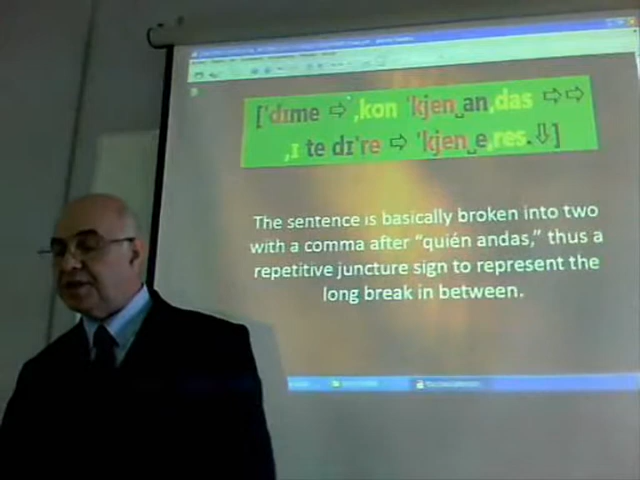 ['dɪme ⇨ ,kon 'kjen‿an,das ⇨⇨
,ɪ te dɪ're ⇨ 'kjen‿e,res.⇩]
The sentence is basically broken into two
with a comma after “quién andas,” thus a
repetitive juncture sign to represent the
long break in between.